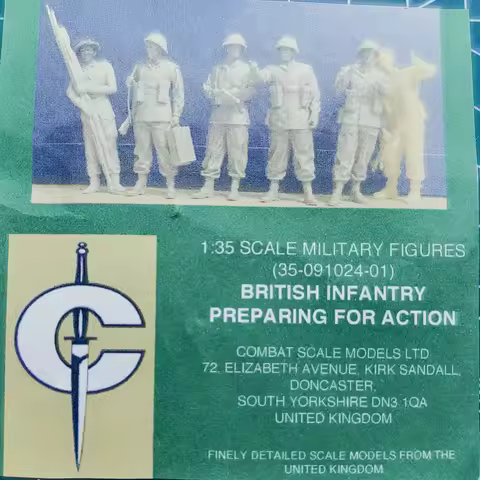 1:35 SCALE MILITARY FIGURES
(35-091024-01)
BRITISH INFANTRY
PREPARING FOR ACTION
COMBAT SCALE MODELS LTD
72, ELIZABETH AVENUE, KIRK SANDALL,
DONCASTER,
SOUTH YORKSHIRE DN3 1QA
UNITED KINGDOM
FINELY DETAILED SCALE MODELS FROM THE
UNITED KINGDOM
C